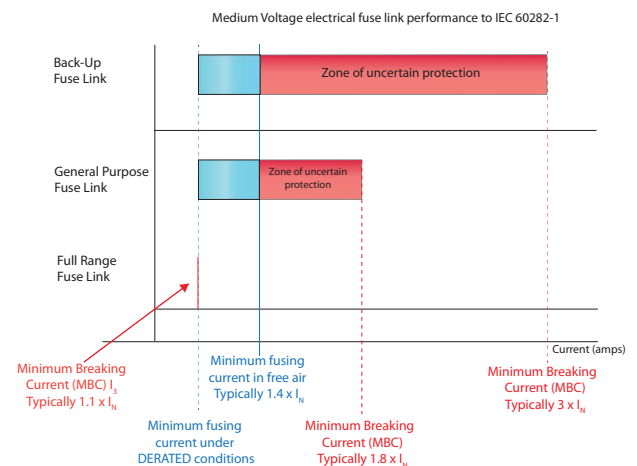 Medium Voltage electrical fuse link performance to IEC 60282-1
Back-Up
Fuse Link
Zone of uncertain protection
General Purpose
Fuse Link
Zone of uncertain
protection
Full Range
Fuse Link
Current (amps)
Minimum Breaking
Current (MBC) I3
Typically 1.1 x IN
Minimum fusing
current in free air
Typically 1.4 x IN
Minimum Breaking
Current (MBC)
Typically 3 x IN
Minimum fusing
current under
DERATED conditions
Minimum Breaking
Current (MBC)
Typically 1.8 x IN